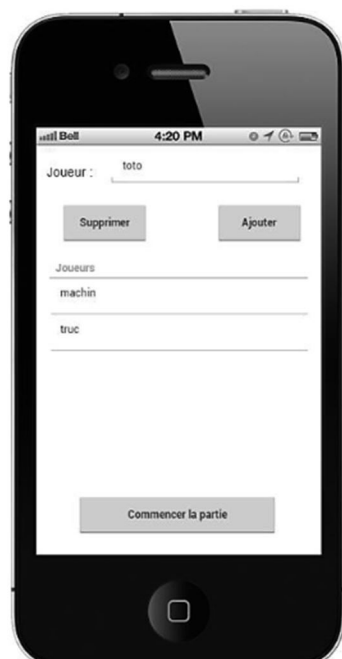 Bell 4:20 PM
Joueur : toto
Supprimer Ajouter
Joueurs
machin
truc
Commencer la partie